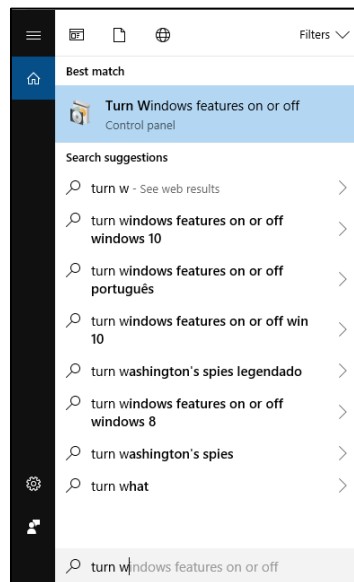 Filters
Best match
Turn Windows features on or off
Control panel
Search suggestions
turn w - See web results
turn windows features on or off
windows 10
turn windows features on or off
português
turn windows features on or off win
10
turn washington's spies legendado
turn windows features on or off
windows 8
turn washington's spies
turn what
turn windows features on or off